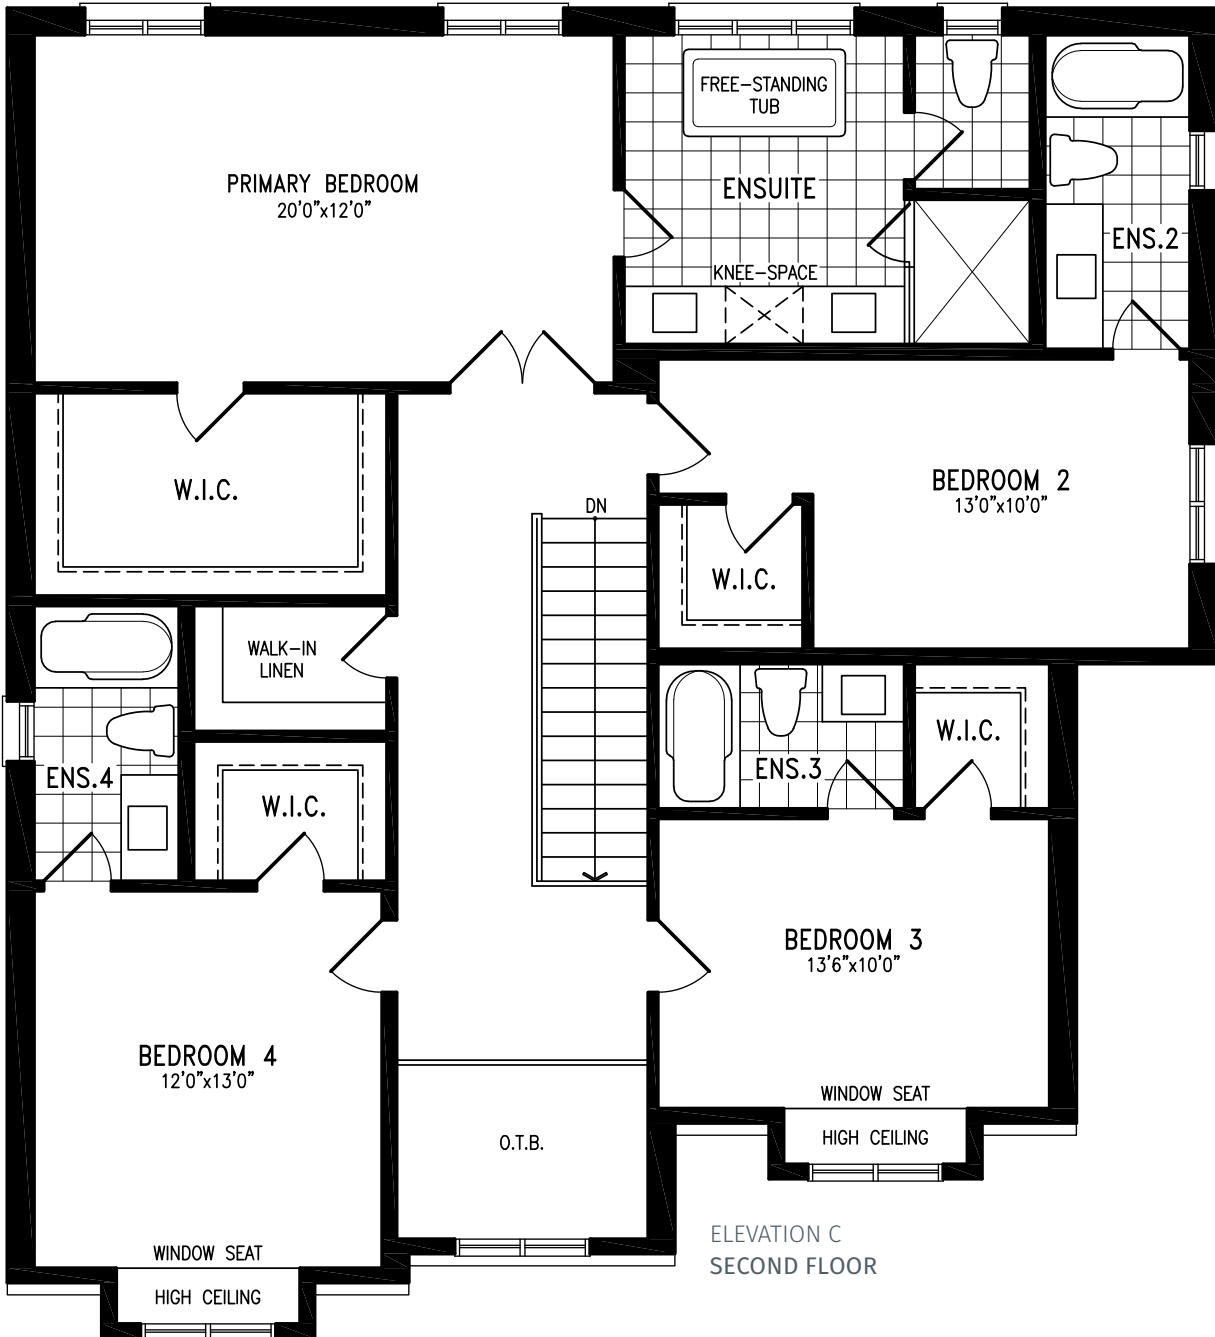 FREE-STANDING
TUB
PRIMARY BEDROOM
20'0"x12'0"
ENSUITE
KNEE-SPACE
ENS.2
W.I.C.
BEDROOM 2
13'0"x10'0"
DN
W.I.C.
WALK-IN
LINEN
W.I.C.
ENS.3
ENS.4
W.I.C.
BEDROOM 3
13'6"x10'0"
BEDROOM 4
12'0"x13'0"
WINDOW SEAT
HIGH CEILING
O.T.B.
ELEVATION C
SECOND FLOOR
WINDOW SEAT
HIGH CEILING